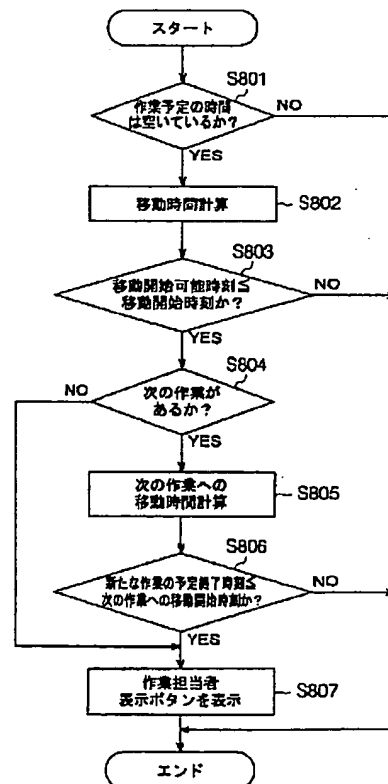 スタート
S801
作業予定の時間
は空いているか?
NO
YES
移動時間計算
S802
S803
移動開始可能時刻≦
移動開始時刻か?
NO
YES
S804
NO
次の作業が
あるか?
YES
次の作業への
移動時間計算
S805
S806
新たな作業の予定終了時刻≦
次の作業への移動開始時刻か?
NO
YES
作業担当者
表示ボタンを表示
S807
エンド